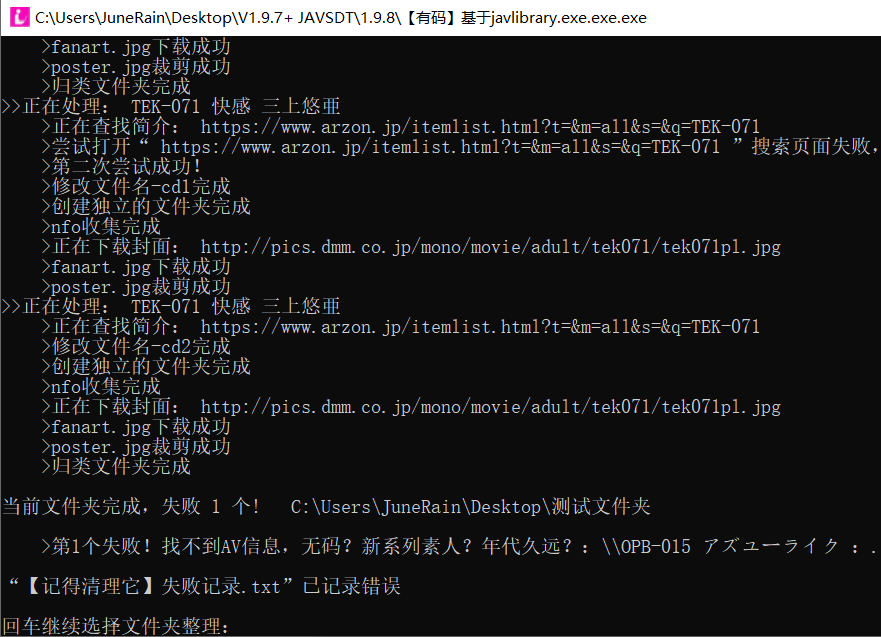 C:\Users\JuneRain\Desktop\V1.9.7+ JAVSDT\1.9.8\【有码】基于javlibrary.exe.exe.exe
>fanart.jpg下载成功
>poster.jpg裁剪成功
>归类文件夹完成
>>正在处理： TEK-071 快感 三上悠亜
>正在查找简介： https://www.arzon.jp/itemlist.html?t=&m=all&s=&q=TEK-071
>尝试打开“ https://www.arzon.jp/itemlist.html?t=&m=all&s=&q=TEK-071 ”搜索页面失败，
>第二次尝试成功！
>修改文件名-cd1完成
>创建独立的文件夹完成
>nfo收集完成
>正在下载封面： http://pics.dmm.co.jp/mono/movie/adult/tek071/tek071pl.jpg
>fanart.jpg下载成功
>poster.jpg裁剪成功
>>正在处理： TEK-071 快感 三上悠亜
>正在查找简介： https://www.arzon.jp/itemlist.html?t=&m=all&s=&q=TEK-071
>修改文件名-cd2完成
>创建独立的文件夹完成
>nfo收集完成
>正在下载封面： http://pics.dmm.co.jp/mono/movie/adult/tek071/tek071pl.jpg
>fanart.jpg下载成功
>poster.jpg裁剪成功
>归类文件夹完成
当前文件夹完成，失败 1 个! C:\Users\JuneRain\Desktop\测试文件夹
>第1个失败！找不到AV信息，无码？新系列素人？年代久远？：\\OPB-015 アズユーライク ：.
“【记得清理它】失败记录.txt”已记录错误
回车继续选择文件夹整理：